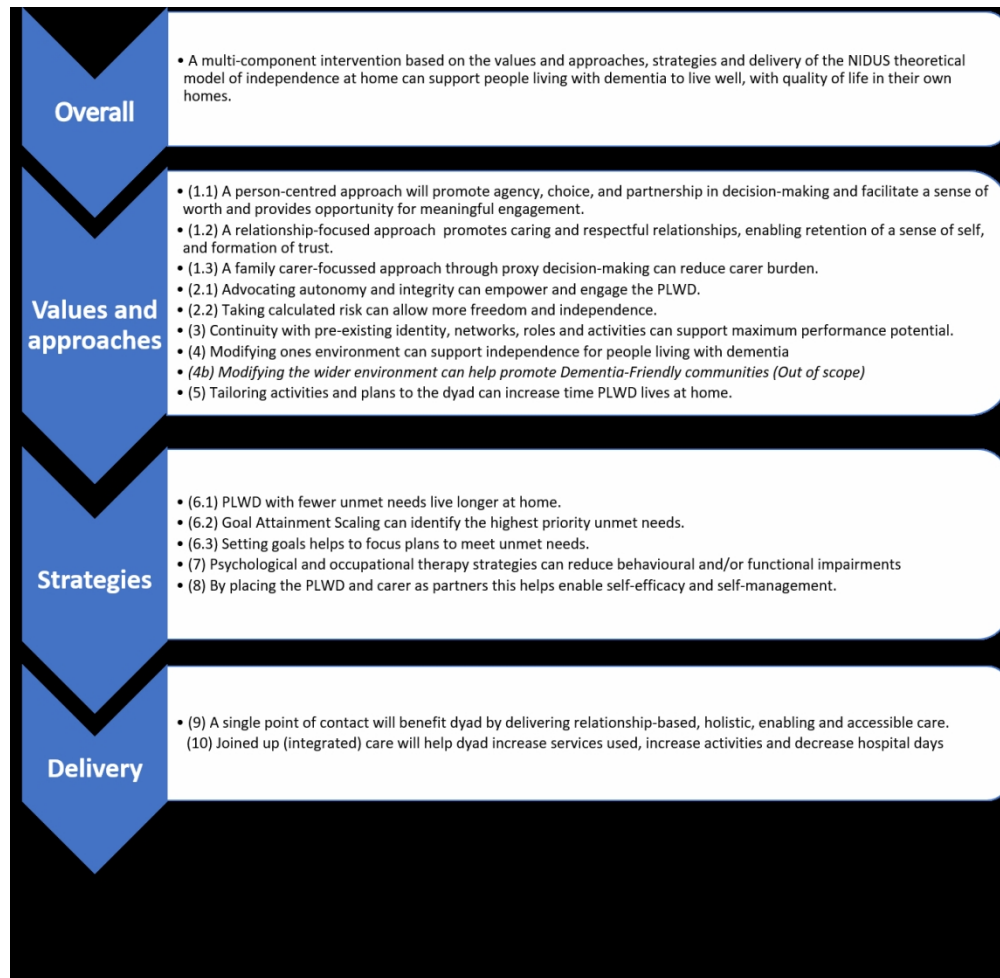 Overall
• A multi-component intervention based on the values and approaches, strategies and delivery of the NIDUS theoretical
model of independence at home can support people living with dementia to live well, with quality of life in their own
homes.
Values and
approaches
• (1.1) A person-centred approach will promote agency, choice, and partnership in decision-making and facilitate a sense of
worth and provides opportunity for meaningful engagement.
• (1.2) A relationship-focused approach promotes caring and respectful relationships, enabling retention of a sense of self,
and formation of trust.
• (1.3) A family carer-focussed approach through proxy decision-making can reduce carer burden.
• (2.1) Advocating autonomy and integrity can empower and engage the PLWD.
• (2.2) Taking calculated risk can allow more freedom and independence.
• (3) Continuity with pre-existing identity, networks, roles and activities can support maximum performance potential.
• (4) Modifying ones environment can support independence for people living with dementia
• (4b) Modifying the wider environment can help promote Dementia-Friendly communities (Out of scope)
• (5) Tailoring activities and plans to the dyad can increase time PLWD lives at home.
Strategies
• (6.1) PLWD with fewer unmet needs live longer at home.
• (6.2) Goal Attainment Scaling can identify the highest priority unmet needs.
• (6.3) Setting goals helps to focus plans to meet unmet needs.
• (7) Psychological and occupational therapy strategies can reduce behavioural and/or functional impairments
• (8) By placing the PLWD and carer as partners this helps enable self-efficacy and self-management.
Delivery
• (9) A single point of contact will benefit dyad by delivering relationship-based, holistic, enabling and accessible care.
(10) Joined up (integrated) care will help dyad increase services used, increase activities and decrease hospital days